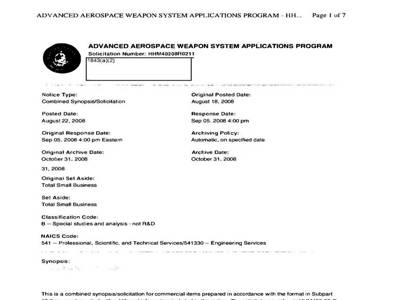 ADVANCED AEROSPACE WEAPON SYSTEM APPLICATIONS PROGRAM - HH... Page 1 of 7
ADVANCED AEROSPACE WEAPON SYSTEM APPLICATIONS PROGRAM
Solicitation Number: HHM40208R0211
1843(a)(2)
Notice Type:
Combined Synopsis/Solicitation
Original Posted Date:
August 18, 2008
Posted Date:
August 22, 2008
Response Date:
Sep 05, 2008 4:00 pm
Original Response Date:
Sep 05, 2008 4:00 pm Eastern
Archiving Policy:
Automatic, on specified date
Original Archive Date:
October 31, 2008
Archive Date:
October 31, 2008
31, 2008
Original Set Aside:
Total Small Business
Set Aside:
Total Small Business
Classification Code:
B -- Special studies and analysis - not R&D
NAICS Code:
541 -- Professional, Scientific, and Technical Services/541330 -- Engineering Services
Synopsis:
This is a combined synopsis/solicitation for commercial items prepared in accordance with the format in Subpart